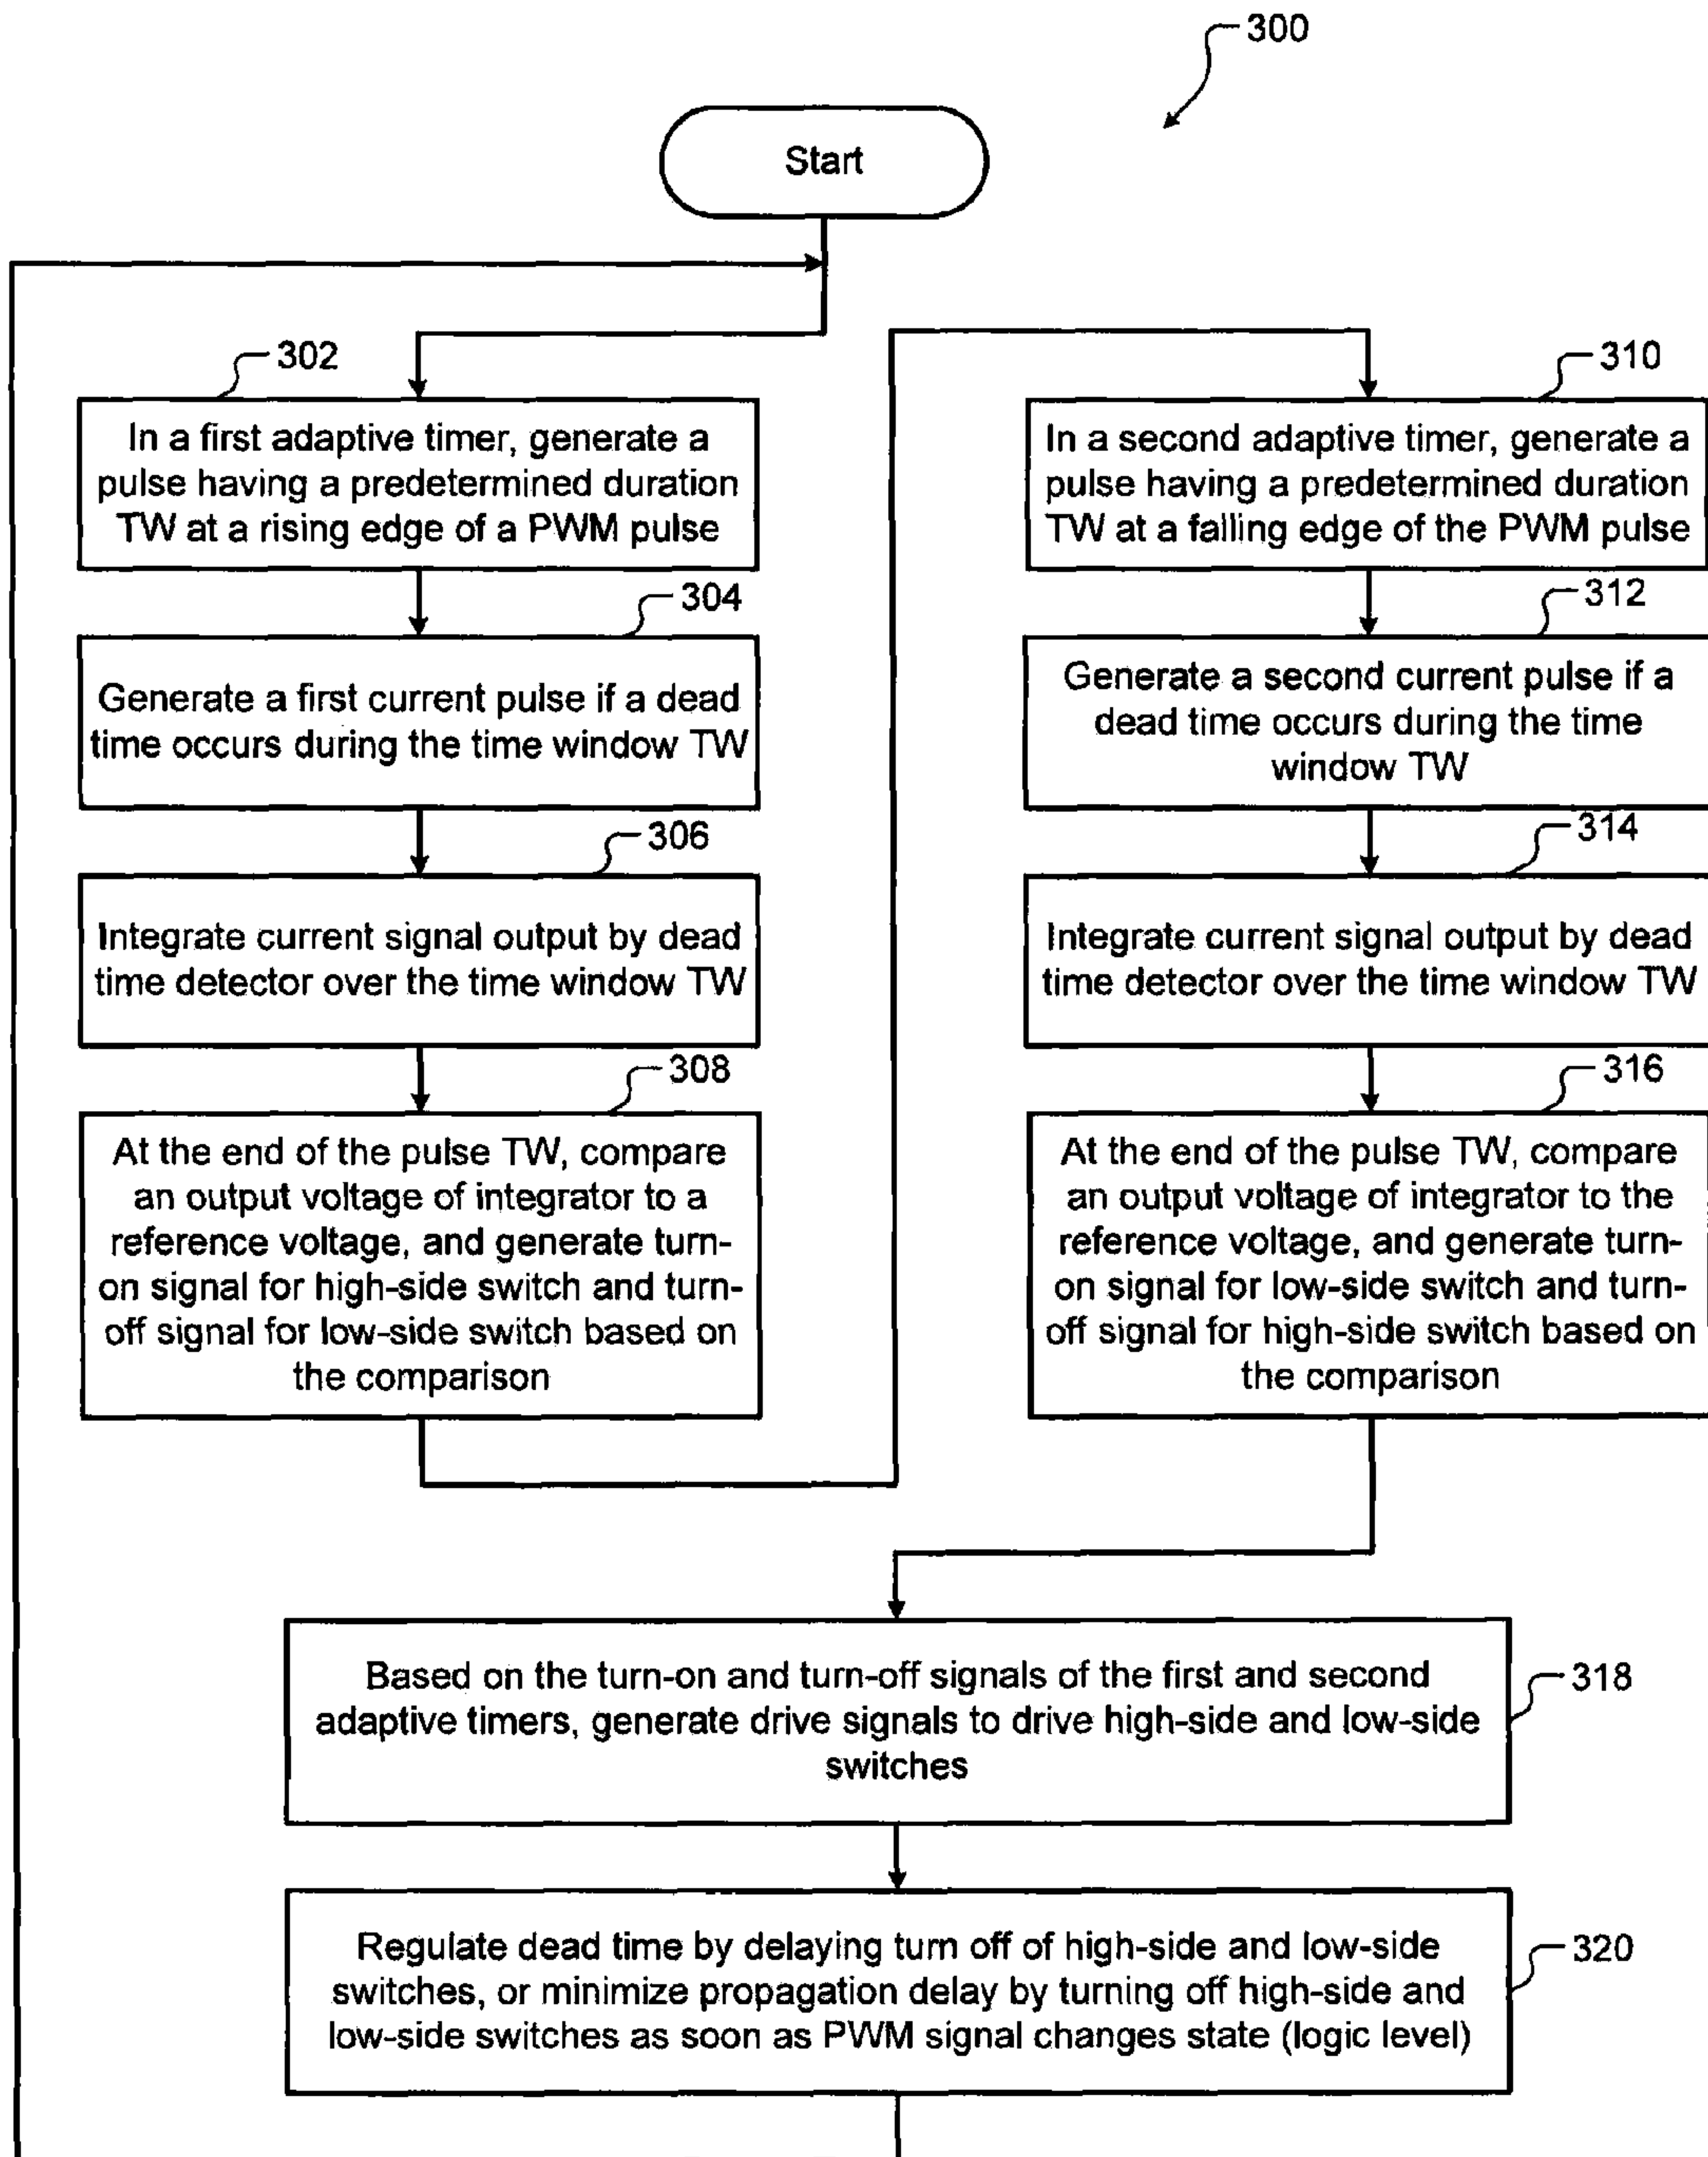 300
Start
302
In a first adaptive timer, generate a
pulse having a predetermined duration
TW at a rising edge of a PWM pulse
304
Generate a first current pulse if a dead
time occurs during the time window TW
306
Integrate current signal output by dead
time detector over the time window TW
308
At the end of the pulse TW, compare
an output voltage of integrator to a
reference voltage, and generate turn-
on signal for high-side switch and turn-
off signal for low-side switch based on
the comparison
310
In a second adaptive timer, generate a
pulse having a predetermined duration
TW at a falling edge of the PWM pulse
312
Generate a second current pulse if a
dead time occurs during the time
window TW
314
Integrate current signal output by dead
time detector over the time window TW
316
At the end of the pulse TW, compare
an output voltage of integrator to the
reference voltage, and generate turn-
on signal for low-side switch and turn-
off signal for high-side switch based on
the comparison
Based on the turn-on and turn-off signals of the first and second
adaptive timers, generate drive signals to drive high-side and low-side
switches
318
Regulate dead time by delaying turn off of high-side and low-side
switches, or minimize propagation delay by turning off high-side and
low-side switches as soon as PWM signal changes state (logic level)
320